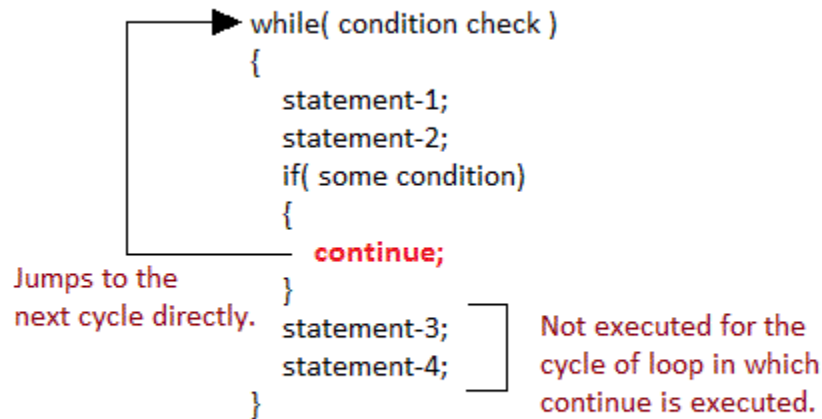 while( condition check )
{
statement-1;
statement-2;
if( some condition)
{
continue;
}
statement-3;
statement-4;
}
Jumps to the
next cycle directly.
Not executed for the
cycle of loop in which
continue is executed.